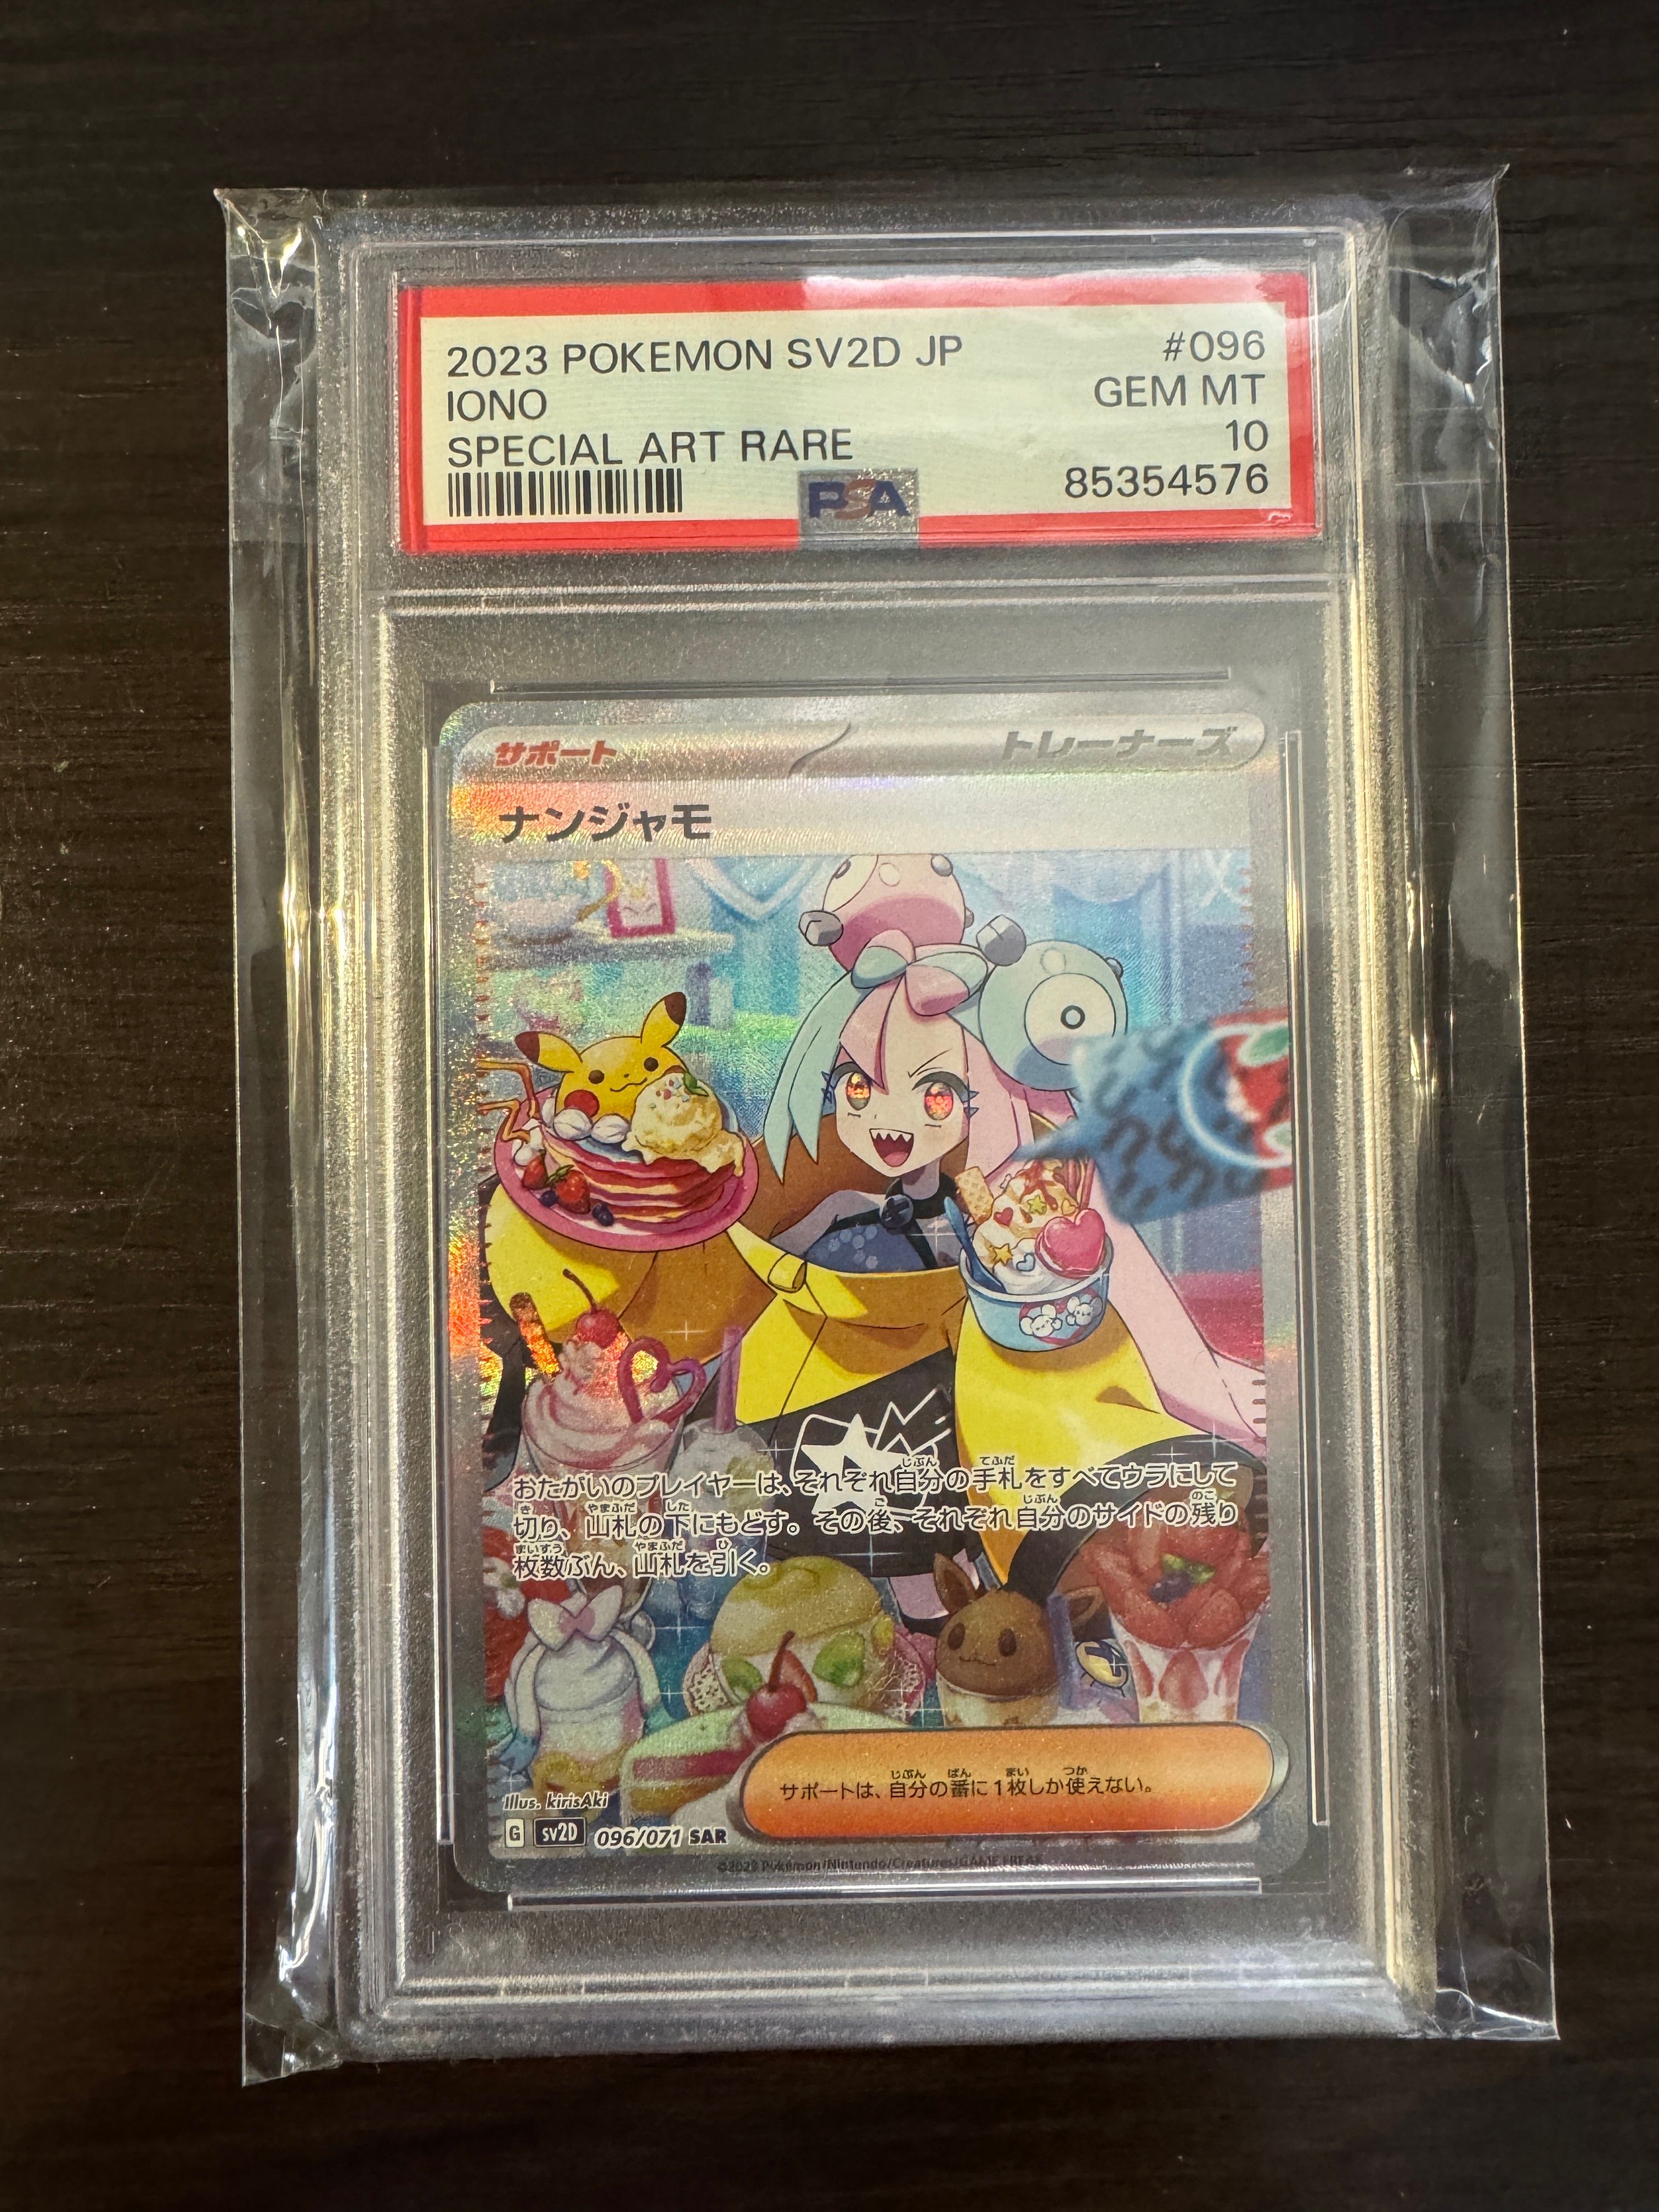 2023 POKEMON SV2D JP #096
IONO GEM MT
SPECIAL ART RARE 10
PSA 85354576
サポート トレーナーズ
ナンジャモ
おたがいのプレイヤーは、それぞれ自分の手札をすべてウラにして
切り、山札の下にもどす。その後、それぞれ自分のサイドの残り
枚数ぶん、山札を引く。
サポートは、自分の番に1枚しか使えない。
Illus. kirisAki
G sv2D 096/071 SAR
©2023 Pokémon/Nintendo/Creatures/GAME FREAK